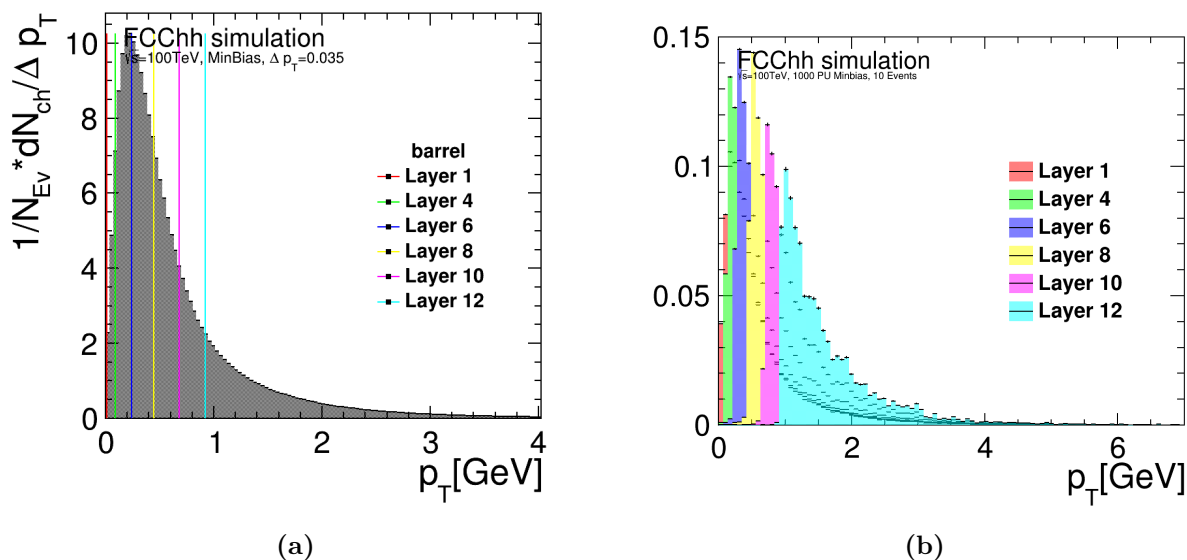 1/N_Ev*dN_ch/Δ p_T
10
8
6
4
2
0
FCChh simulation
√s=100TeV, MinBias, Δ p_T=0.035
barrel
Layer 1
Layer 4
Layer 6
Layer 8
Layer 10
Layer 12
0 1 2 3 4
p_T[GeV]
(a)
0.15
0.1
0.05
0
FCChh simulation
√s=100TeV, 1000 PU Minbias, 10 Events
Layer 1
Layer 4
Layer 6
Layer 8
Layer 10
Layer 12
0 2 4 6
p_T[GeV]
(b)